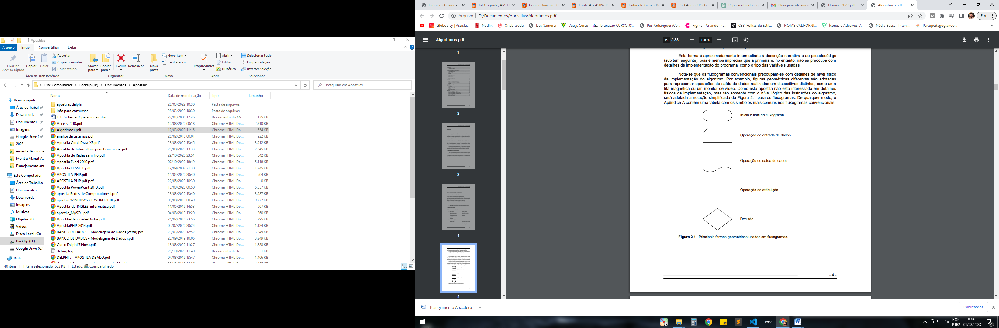 Apostilas
Arquivo Início Compartilhar Exibir
Fixar no Acesso rápido
Copiar
Colar
Recortar
Copiar caminho
Colar atalho
Área de Transferência
Mover para
Copiar para
Excluir
Renomear
Organizar
Nova pasta
Novo item
Fácil acesso
Novo
Propriedades
Abrir
Editar
Histórico
Abrir
Selecionar tudo
Limpar seleção
Inverter seleção
Selecionar
Este Computador > BackUp (D:) > Documentos > Apostilas
Pesquisar em Apostilas
Acesso rápido
Área de Traball
Downloads
Documentos
Imagens
Google Drive (
2023
ementa Técnico e
Mont e Manut Av
Planejamento anu
Este Computador
Área de Trabalho
Documentos
Downloads
Imagens
Músicas
Objetos 3D
Vídeos
Disco Local (C:)
BackUp (D:)
Google Drive (G:)
Rede
Nome Data de modificação Tipo Tamanho
apostilas delphi 28/03/2022 10:30 Pasta de arquivos
Info para consursos 28/03/2022 10:30 Pasta de arquivos
108_Sistemas Operacionais.doc 27/01/2006 17:46 Documento do Mi... 135 KB
Access 2010.pdf 10/08/2020 00:18 Chrome HTML Do... 2.310 KB
Algoritmos.pdf 12/03/2020 11:15 Chrome HTML Do... 654 KB
analise de sistemas.pdf 25/02/2016 00:01 Chrome HTML Do... 922 KB
Apostila Corel Draw X3.pdf 23/03/2020 13:45 Chrome HTML Do... 3.912 KB
Apostila de Informática para Concursos .pdf 26/08/2020 13:33 Chrome HTML Do... 2.345 KB
Apostila de Redes sem Fio.pdf 29/10/2020 23:51 Chrome HTML Do... 642 KB
Apostila Excel 2010.pdf 07/10/2020 18:49 Chrome HTML Do... 5.118 KB
Apostila FLASH 8.pdf 12/09/2007 21:30 Chrome HTML Do... 1.245 KB
APOSTILA PHP.pdf 15/04/2020 20:40 Chrome HTML Do... 504 KB
APOSTILA PHP.pdf.pdf 22/05/2020 10:30 Chrome HTML Do... 0 KB
Apostila PowerPoint 2010.pdf 10/08/2020 00:50 Chrome HTML Do... 5.557 KB
apostila Redes de Computadores I.pdf 23/03/2020 13:40 Chrome HTML Do... 3.587 KB
apostila WINDOWS 7 E WORD 2010.pdf 06/08/2019 00:49 Chrome HTML Do... 9.777 KB
Apostila_de_INGLES_informatica.pdf 11/05/2019 14:53 Chrome HTML Do... 907 KB
apostila_MySQL.pdf 04/08/2019 13:29 Chrome HTML Do... 260 KB
Apostila-Banco-de-Dados.pdf 24/02/2016 23:56 Chrome HTML Do... 795 KB
ApostilaPHP_2014.pdf 02/07/2020 20:24 Chrome HTML Do... 1.124 KB
BANCO DE DADOS - Modelagem de Dados (certa).pdf 29/03/2020 12:52 Chrome HTML Do... 3.245 KB
BANCO DE DADOS - Modelagem de Dados i.pdf 20/09/2019 10:05 Chrome HTML Do... 3.249 KB
Curso Delphi 7 Nova.pdf 13/08/2020 11:27 Chrome HTML Do... 1.828 KB
debug.log 26/10/2020 11:40 Documento de Te... 1 KB
DELPHI 7 - APOSTILA DE VDD.pdf 04/08/2019 13:47 Chrome HTML Do... 1.406 KB
40 itens 1 item selecionado 653 KB Estado: Compartilhado
Cosmos · Cosmos Kit Upgrade, AMD Cooler Universal C Fonte Atx 450W Re Gabinete Gamer B SSD Adata XPG Ga Representando alg Planejamento anu Horário 2023.pdf Algoritmos.pdf
Arquivo D:/Documentos/Apostilas/Algoritmos.pdf Erro
Globoplay | Assista... Netflix Onebitcode Dev Samurai Vue.js Curso branas.io CURSO JS... Pós AnhangueraCo... Figma - Criando int... CSS: Folhas de Estil... NOTAS CALIFÓRNI... Ícones e Adesivos V... Nádia Bossa | Interv... Psicopedagogiando... »
Algoritmos.pdf 5 / 33 100%
1
2
3
4
5
Esta forma é aproximadamente intermediária à descrição narrativa e ao pseudocódigo
(subitem seguinte), pois é menos imprecisa que a primeira e, no entanto, não se preocupa com
detalhes de implementação do programa, como o tipo das variáveis usadas.
Nota-se que os fluxogramas convencionais preocupam-se com detalhes de nível físico
da implementação do algoritmo. Por exemplo, figuras geométricas diferentes são adotadas
para representar operações de saída de dados realizadas em dispositivos distintos, como uma
fita magnética ou um monitor de vídeo. Como esta apostila não está interessada em detalhes
físicos da implementação, mas tão somente com o nível lógico das instruções do algoritmo,
será adotada a notação simplificada da Figura 2.1 para os fluxogramas. De qualquer modo, o
Apêndice A contém uma tabela com os símbolos mais comuns nos fluxogramas convencionais.
Início e final do fluxograma
Operação de entrada de dados
Operação de saída de dados
Operação de atribuição
Decisão
Figura 2.1 Principais formas geométricas usadas em fluxogramas.
- 4 -
Planejamento An....docx
Exibir todos
POR
PTB2
09:45
01/03/2023
2